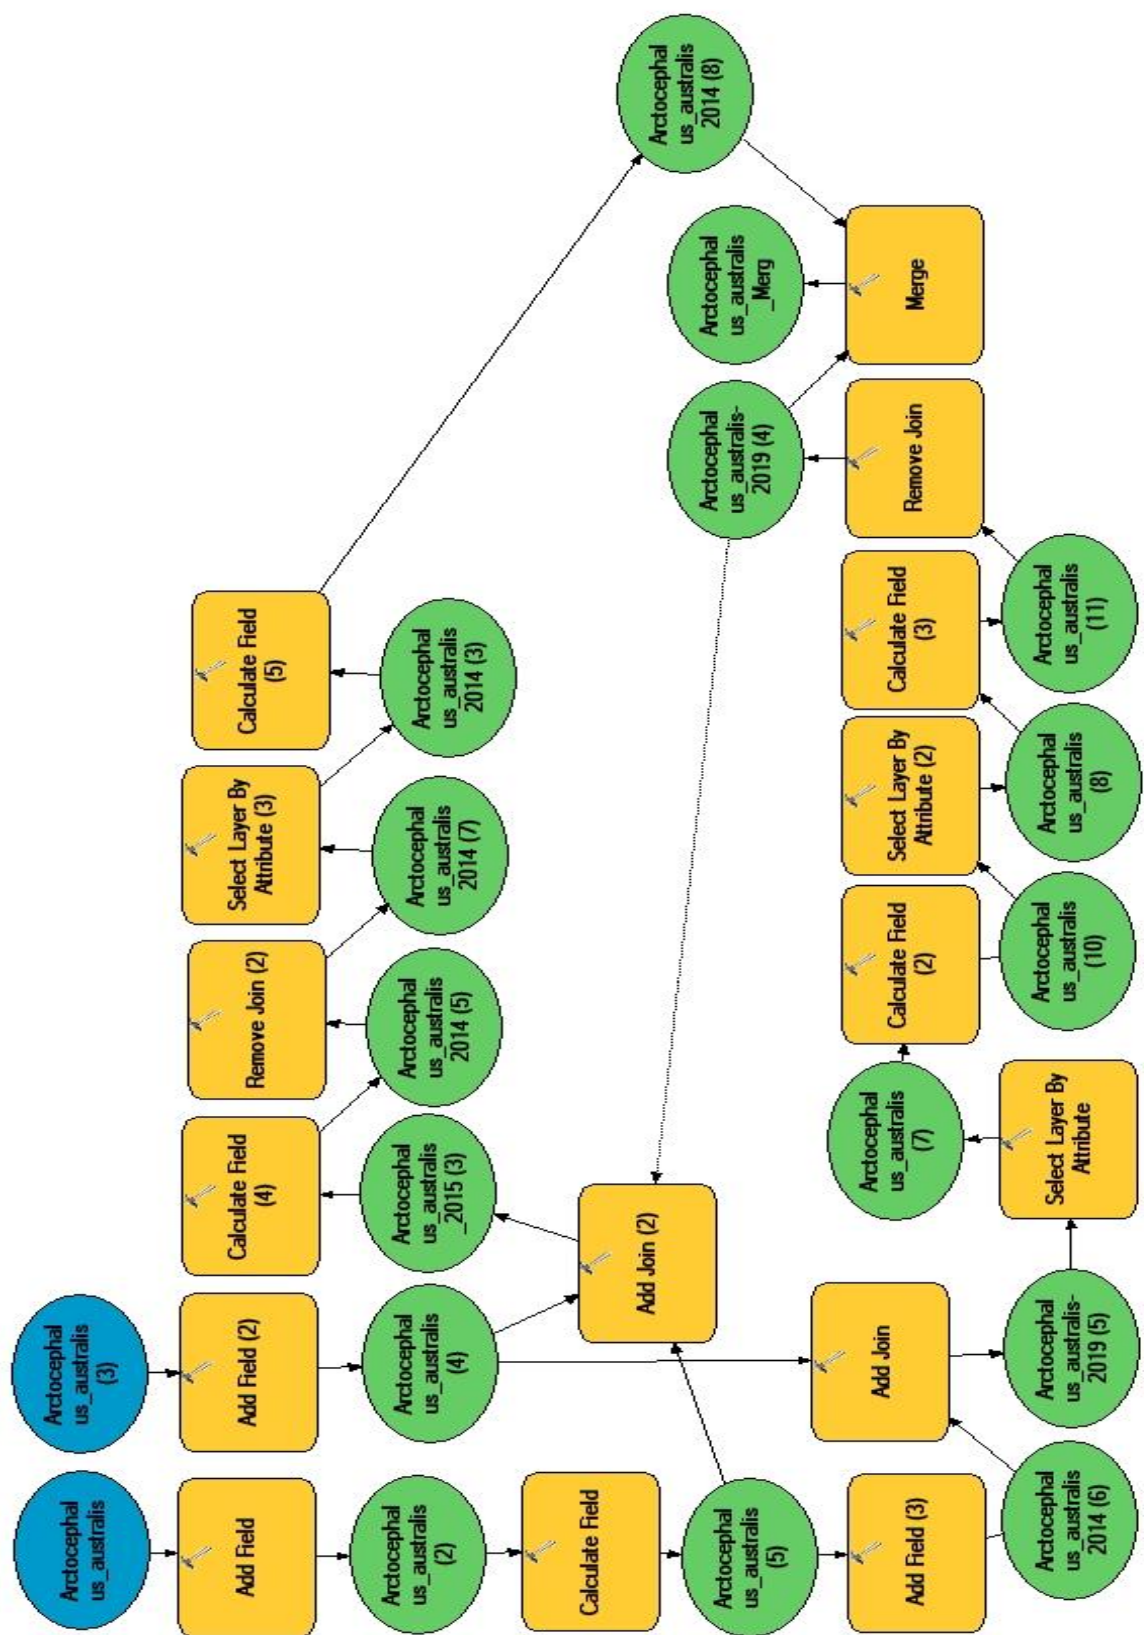 Arctocephal
us_australis
Arctocephal
us_australis
(3)
Add Field
Add Field (2)
Calculate Field
(4)
Remove Join (2)
Select Layer By
Attribute (3)
Calculate Field
(5)
Arctocephal
us_australis
(2)
Arctocephal
us_australis
(4)
Arctocephal
us_australis
_2015 (3)
Arctocephal
us_australis
2014 (5)
Arctocephal
us_australis
2014 (7)
Arctocephal
us_australis
2014 (3)
Calculate Field
Add Join (2)
Arctocephal
us_australis
2014 (8)
Arctocephal
us_australis
(5)
Arctocephal
us_australis-
2019 (4)
Arctocephal
us_australis
_Merg
Add Field (3)
Add Join
Arctocephal
us_australis
(7)
Calculate Field
(2)
Select Layer By
Attribute (2)
Calculate Field
(3)
Remove Join
Merge
Arctocephal
us_australis
2014 (6)
Arctocephal
us_australis-
2019 (5)
Select Layer By
Attribute
Arctocephal
us_australis
(10)
Arctocephal
us_australis
(8)
Arctocephal
us_australis
(11)